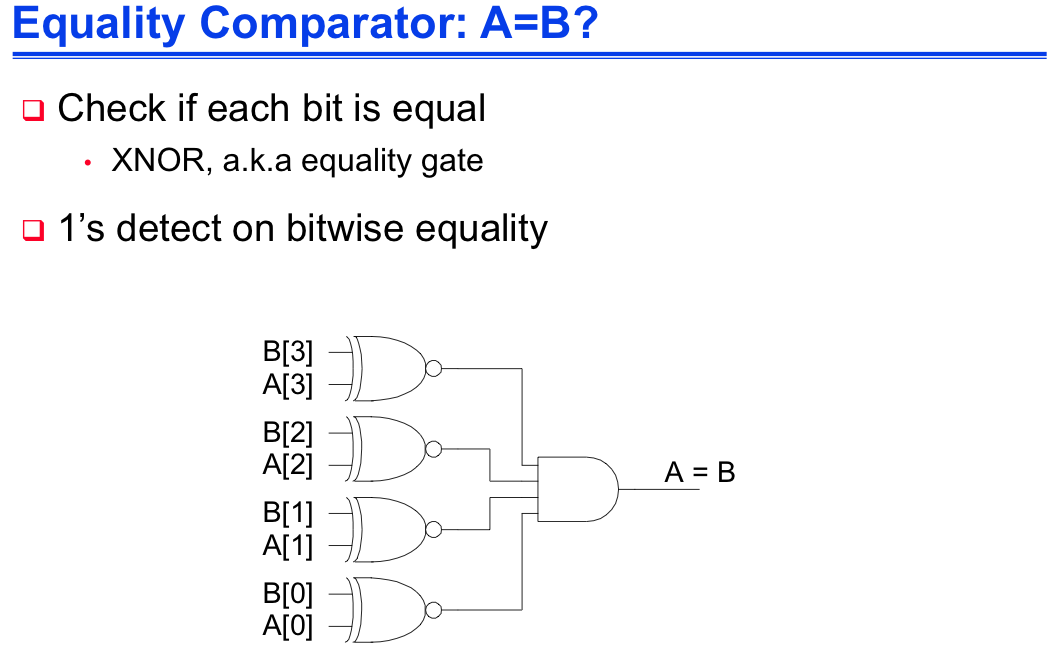 Equality Comparator: A=B?
Check if each bit is equal
• XNOR, a.k.a equality gate
1’s detect on bitwise equality
B[3]
A[3]
B[2]
A[2]
A = B
B[1]
A[1]
B[0]
A[0]